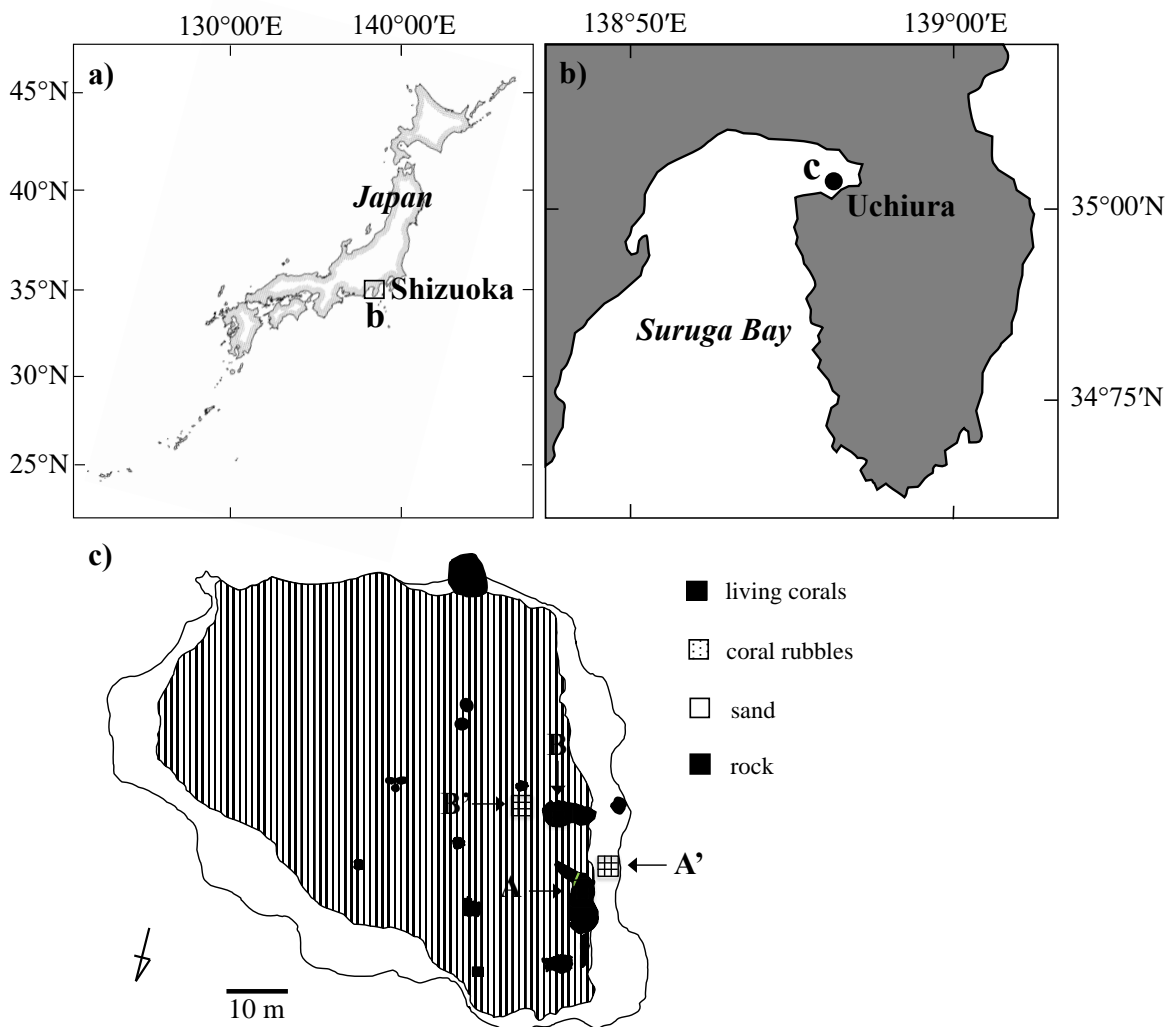 130°00′E 140°00′E
138°50′E 139°00′E
a)
b)
45°N
40°N
35°N
30°N
25°N
Japan
Shizuoka
b
c
Uchiura
35°00′N
Suruga Bay
34°75′N
c)
living corals
coral rubbles
sand
rock
B
B’
A’
A
10 m